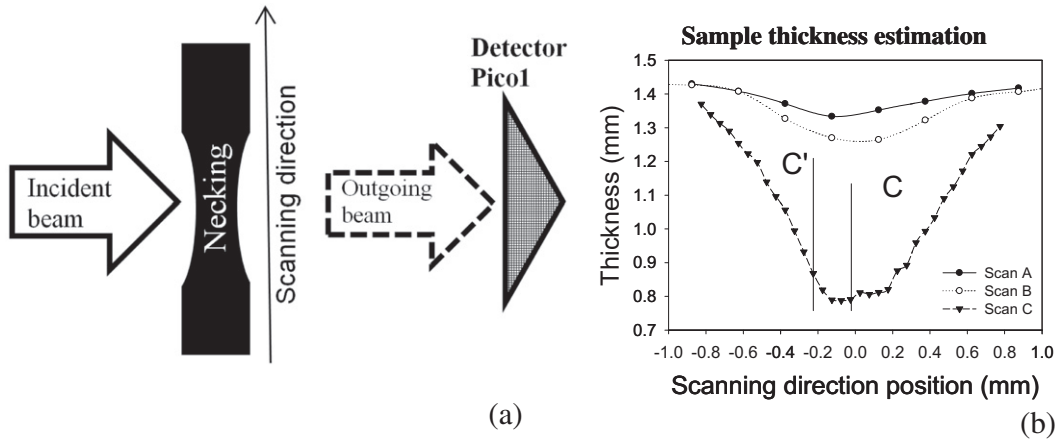 Incident
beam
Necking
Scanning direction
Outgoing
beam
Detector
Pico1
(a)
Sample thickness estimation
Thickness (mm)
1.5
1.4
1.3
1.2
1.1
1.0
0.9
0.8
0.7
C'
C
Scan A
Scan B
Scan C
-1.0 -0.8 -0.6 -0.4 -0.2 0.0 0.2 0.4 0.6 0.8 1.0
Scanning direction position (mm)
(b)